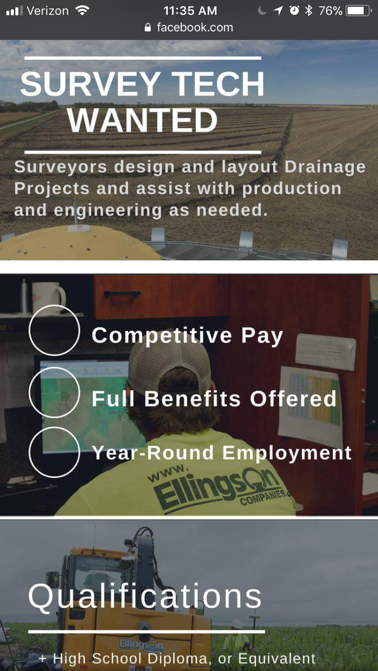 Verizon 11:35 AM 76%
facebook.com
SURVEY TECH
WANTED
Surveyors design and layout Drainage
Projects and assist with production
and engineering as needed.
Competitive Pay
Full Benefits Offered
Year-Round Employment
www.
Ellingson
COMPANIES
Qualifications
Ellingson
+ High School Diploma, or Equivalent